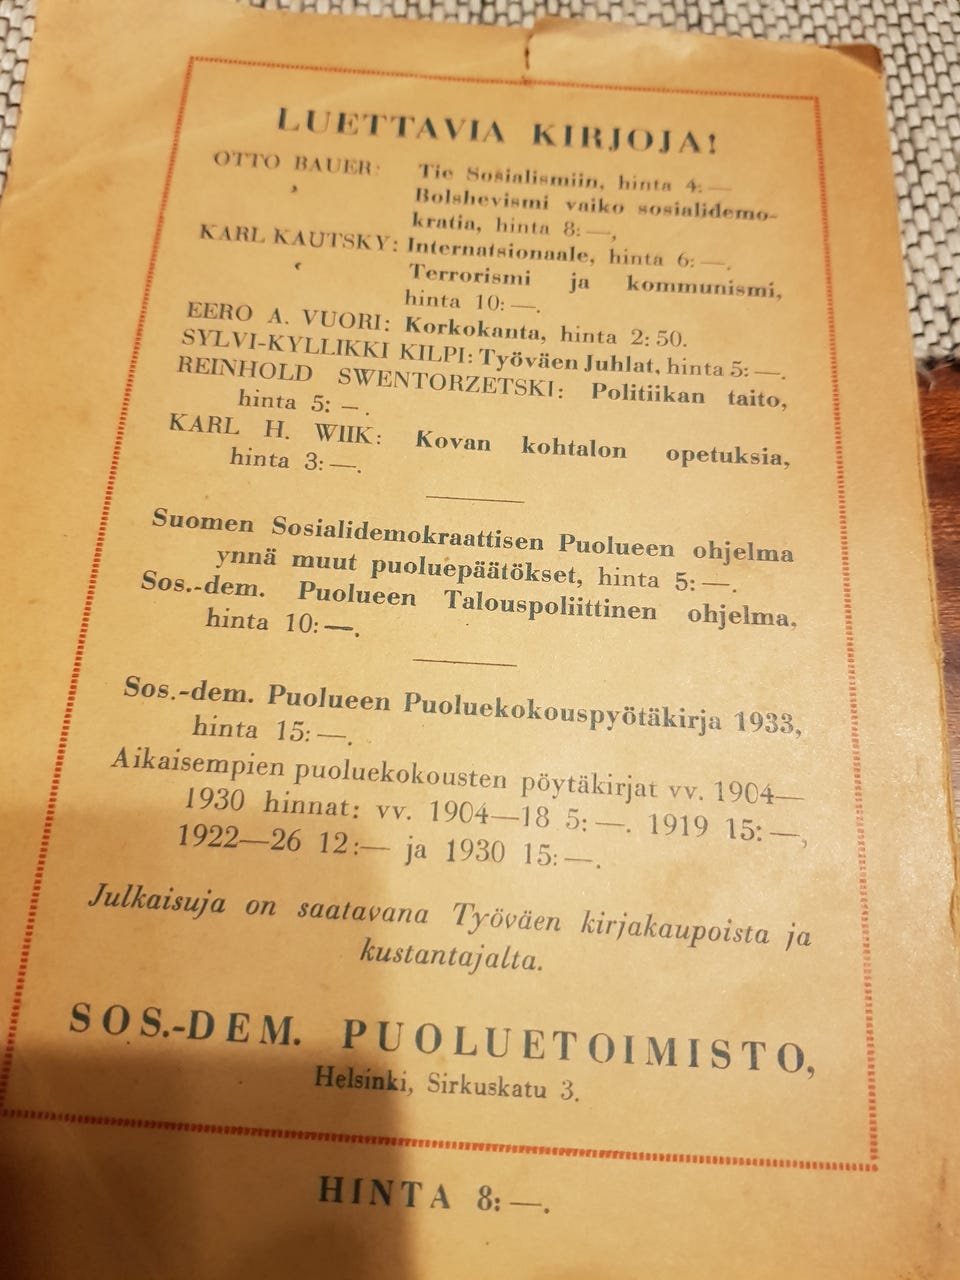 LUETTAVIA KIRJOJA!
OTTO BAUER: Tie Sosialismiin, hinta 4: —
› Bolshevismi vaiko sosialidemo-
kratia, hinta 8: —,
KARL KAUTSKY: Internatsionaale, hinta 6: —.
‹ Terrorismi ja kommunismi,
hinta 10: —.
EERO A. VUORI: Korkokanta, hinta 2: 50.
SYLVI-KYLLIKKI KILPI: Työväen Juhlat, hinta 5: —.
REINHOLD SWENTORZETSKI: Politiikan taito,
hinta 5: —.
KARL H. WIIK: Kovan kohtalon opetuksia,
hinta 3: —.
Suomen Sosialidemokraattisen Puolueen ohjelma
ynnä muut puoluepäätökset, hinta 5: —.
Sos.-dem. Puolueen Talouspoliittinen ohjelma,
hinta 10: —.
Sos.-dem. Puolueen Puoluekokouspyötäkirja 1933,
hinta 15: —.
Aikaisempien puoluekokousten pöytäkirjat vv. 1904—
1930 hinnat: vv. 1904—18 5: —. 1919 15: —,
1922—26 12: — ja 1930 15: —.
Julkaisuja on saatavana Työväen kirjakaupoista ja
kustantajalta.
SOS.-DEM. PUOLUETOIMISTO,
Helsinki, Sirkuskatu 3.
HINTA 8: —.